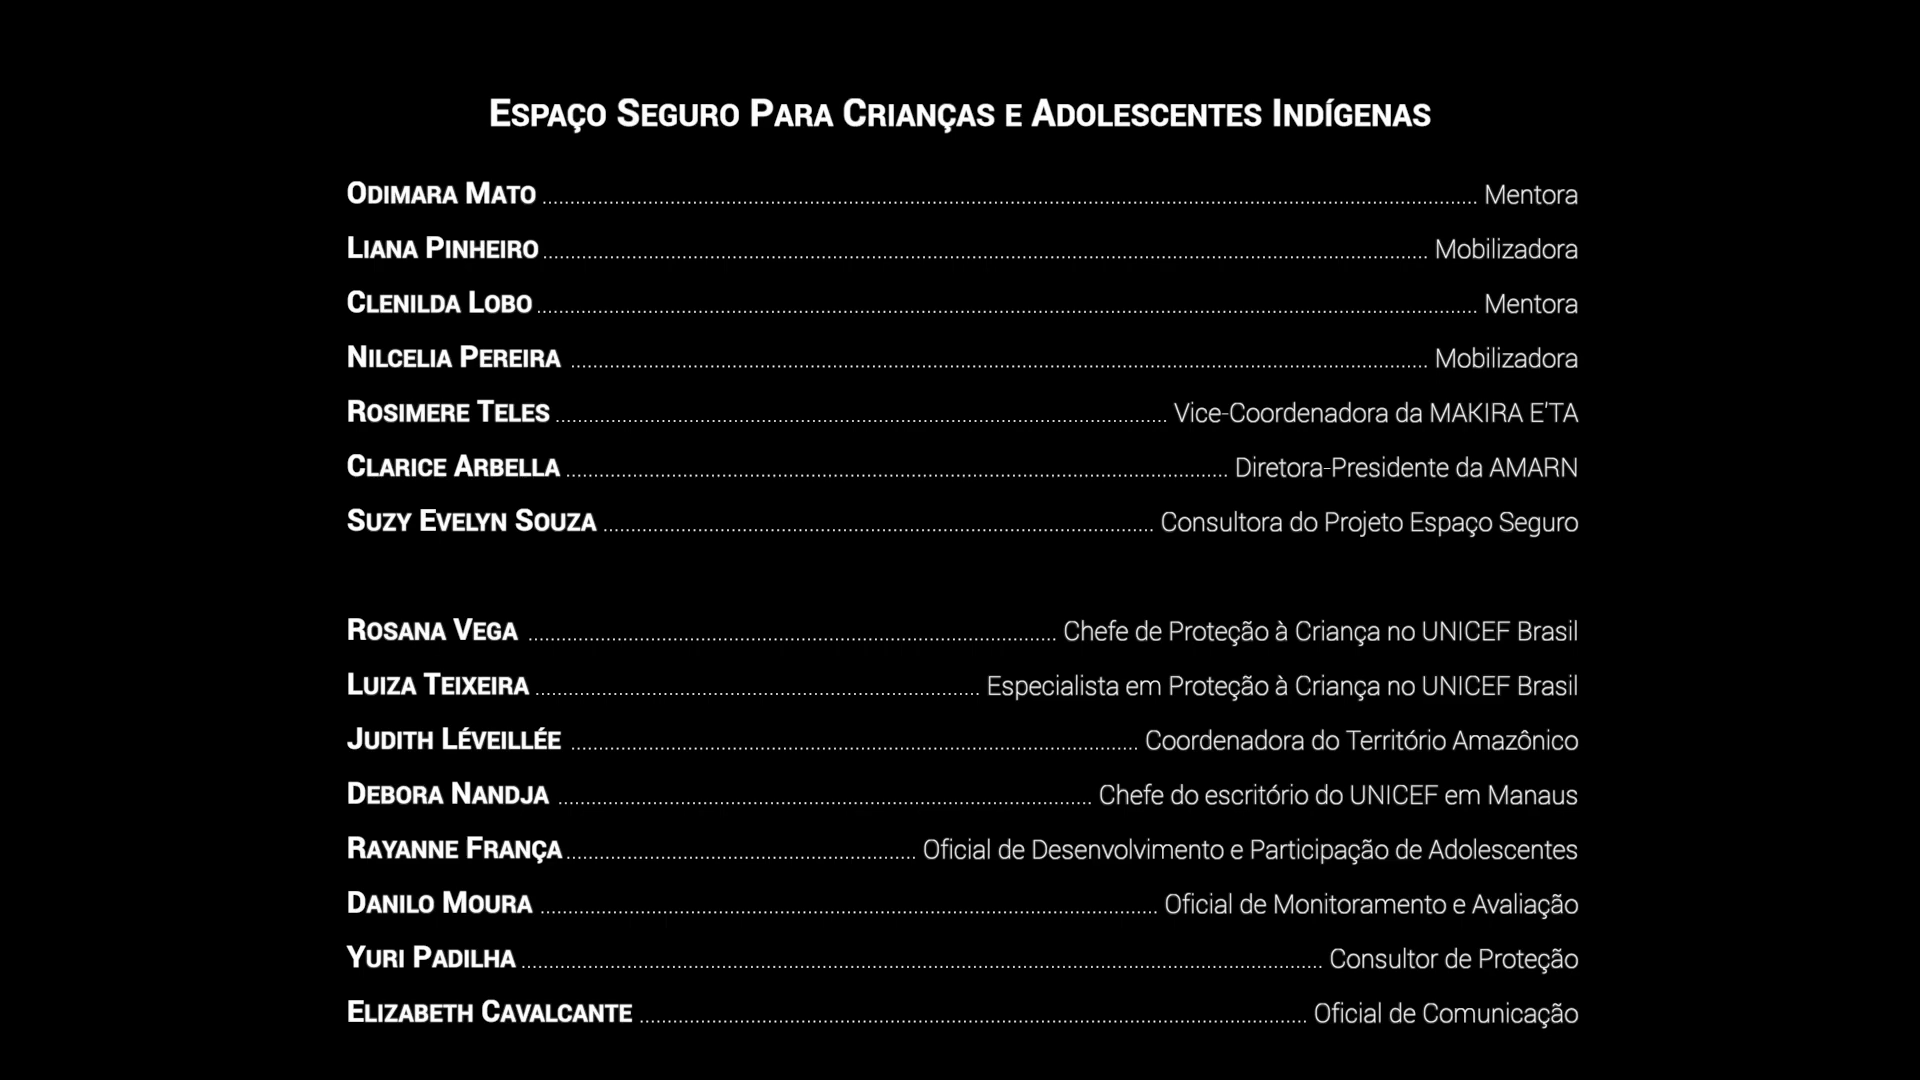 Espaço Seguro Para Crianças e Adolescentes Indígenas
Odimara Mato ........ Mentora
Liana Pinheiro ........ Mobilizadora
Clenilda Lobo ........ Mentora
Nilcelia Pereira ........ Mobilizadora
Rosimere Teles ........ Vice-Coordenadora da MAKIRA E'TA
Clarice Arbella ........ Diretora-Presidente da AMARN
Suzy Evelyn Souza ........ Consultora do Projeto Espaço Seguro
Rosana Vega ........ Chefe de Proteção à Criança no UNICEF Brasil
Luiza Teixeira ........ Especialista em Proteção à Criança no UNICEF Brasil
Judith Léveillée ........ Coordenadora do Território Amazônico
Debora Nandja ........ Chefe do escritório do UNICEF em Manaus
Rayanne França ........ Oficial de Desenvolvimento e Participação de Adolescentes
Danilo Moura ........ Oficial de Monitoramento e Avaliação
Yuri Padilha ........ Consultor de Proteção
Elizabeth Cavalcante ........ Oficial de Comunicação